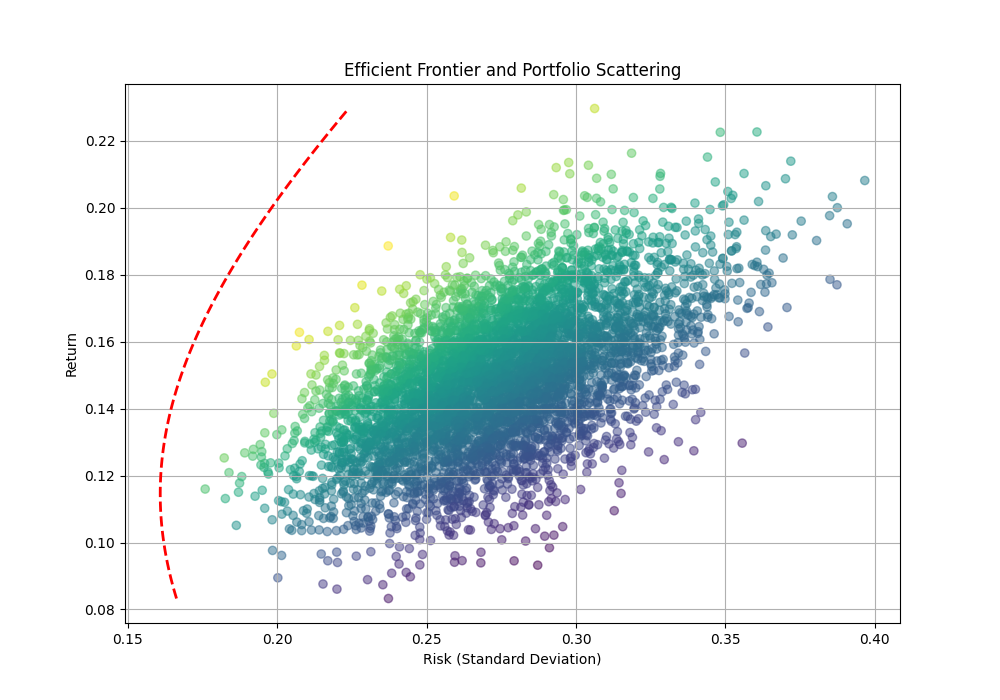 Efficient Frontier and Portfolio Scattering
0.22
0.20
0.18
0.16
0.14
0.12
0.10
0.08
Return
0.15 0.20 0.25 0.30 0.35 0.40
Risk (Standard Deviation)